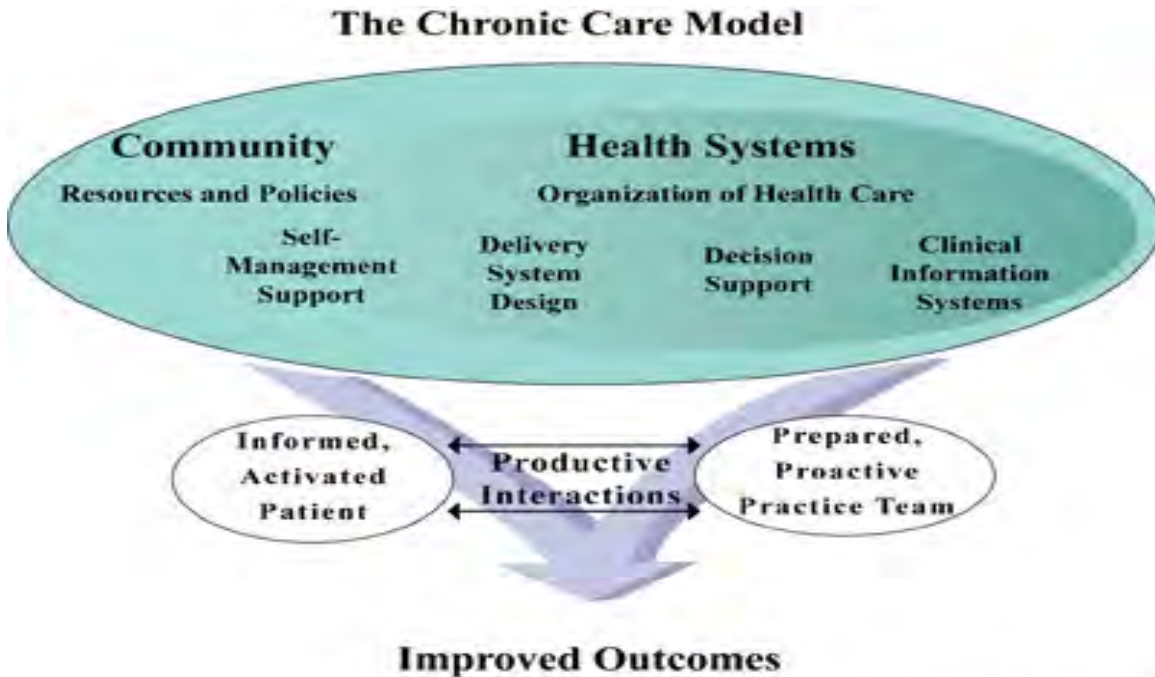 The Chronic Care Model
Community
Resources and Policies
Health Systems
Organization of Health Care
Self-
Management
Support
Delivery
System
Design
Decision
Support
Clinical
Information
Systems
Informed,
Activated
Patient
Productive
Interactions
Prepared,
Proactive
Practice Team
Improved Outcomes